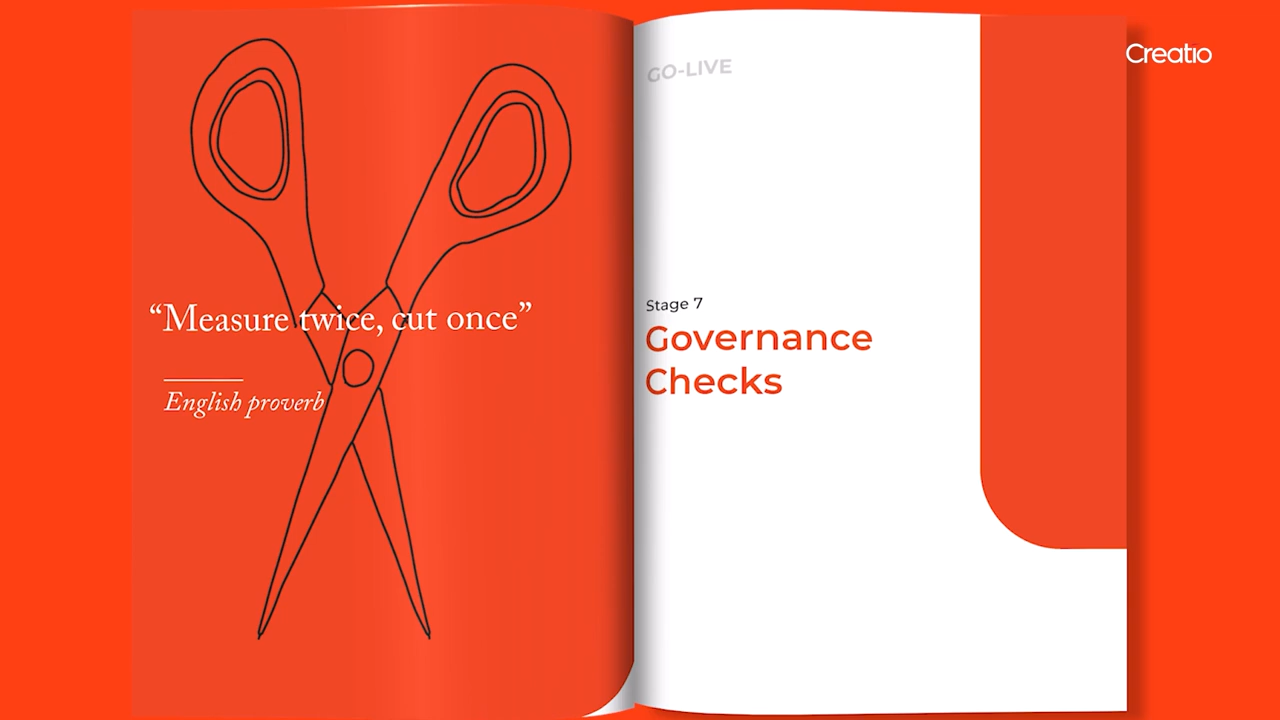 “Measure twice, cut once”
English proverb
GO-LIVE
Stage 7
Governance
Checks
Creatio